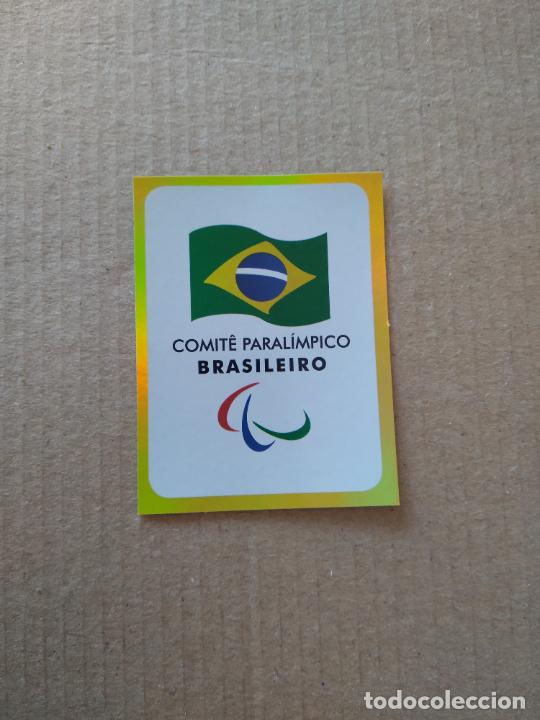 COMITÊ PARALÍMPICO
BRASILEIRO
todocoleccion